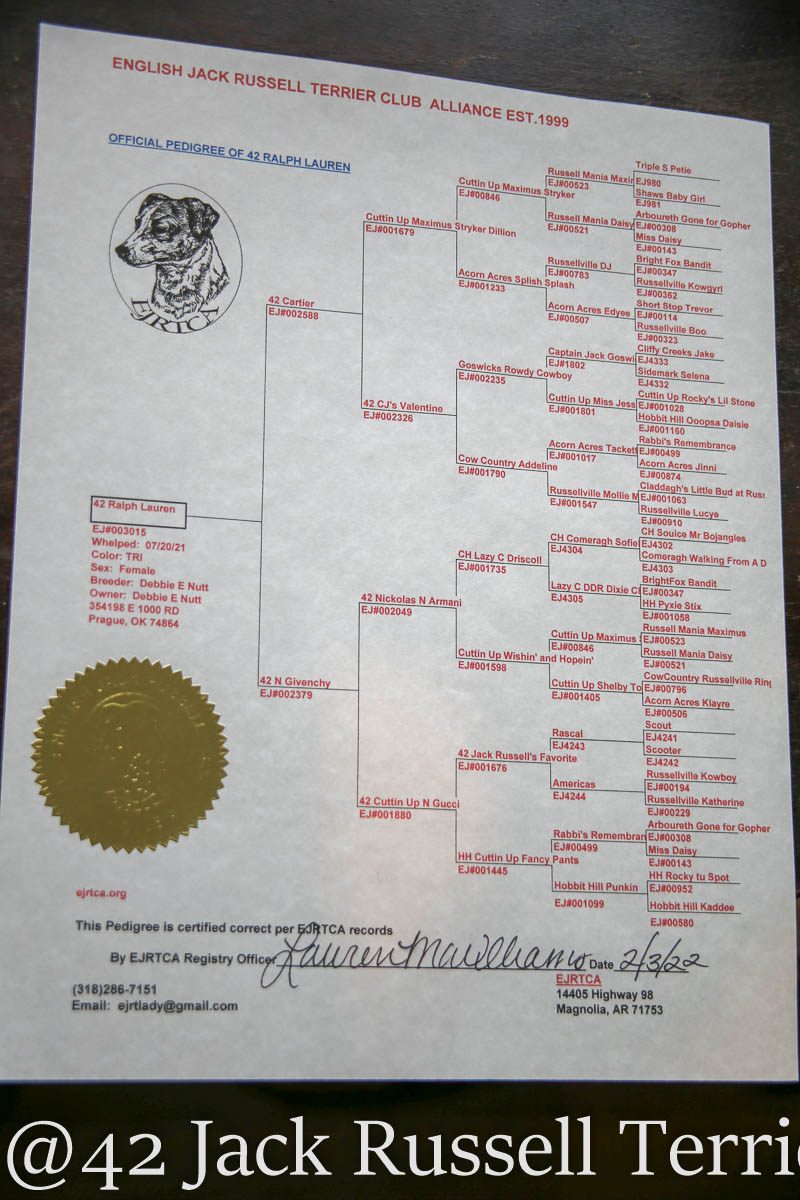 ENGLISH JACK RUSSELL TERRIER CLUB ALLIANCE EST.1999
OFFICIAL PEDIGREE OF 42 RALPH LAUREN
EJRTCA
42 Ralph Lauren
EJ#003015
Whelped: 07/20/21
Color: TRI
Sex: Female
Breeder: Debbie E Nutt
Owner: Debbie E Nutt
354198 E 1000 RD
Prague, OK 74864
42 Cartier
EJ#002588
42 N Givenchy
EJ#002379
Cuttin Up Maximus Stryker Dillion
EJ#001679
42 CJ's Valentine
EJ#002326
42 Nickolas N Armani
EJ#002049
42 Cuttin Up N Gucci
EJ#001880
Cuttin Up Maximus Stryker
EJ#00846
Acorn Acres Splish Splash
EJ#001233
Goswicks Rowdy Cowboy
EJ#002235
Cow Country Addeline
EJ#001790
CH Lazy C Driscoll
EJ#001735
Cuttin Up Wishin' and Hopein'
EJ#001598
42 Jack Russell's Favorite
EJ#001676
HH Cuttin Up Fancy Pants
EJ#001445
Russell Mania Maxir
EJ#00523
Russell Mania Daisy
EJ#00521
Russellville DJ
EJ#00783
Acorn Acres Edyee
EJ#00507
Captain Jack Goswi
EJ#1802
Cuttin Up Miss Jess
EJ#001801
Acorn Acres Tackett
EJ#001017
Russellville Mollie M
EJ#001547
CH Comeragh Sofie
EJ4304
Lazy C DDR Dixie C
EJ4305
Cuttin Up Maximus
EJ#00846
Cuttin Up Shelby To
EJ#001405
Rascal
EJ4243
Americas
EJ4244
Rabbi's Remembran
EJ#00499
Hobbit Hill Punkin
EJ#001099
Triple S Petie
EJ980
Shaws Baby Girl
EJ981
Arboureth Gone for Gopher
EJ#00308
Miss Daisy
EJ#00143
Bright Fox Bandit
EJ#00347
Russellville Kowgyrl
EJ#00362
Short Stop Trevor
EJ#00114
Russellville Boo
EJ#00323
Cliffy Creeks Jake
EJ4333
Sidemark Selena
EJ4332
Cuttin Up Rocky's Lil Stone
EJ#001028
Hobbit Hill Ooopsa Daisie
EJ#001160
Rabbi's Remembrance
EJ#00499
Acorn Acres Jinni
EJ#00874
Claddagh's Little Bud at Russ
EJ#001063
Russellville Lucye
EJ#00910
CH Souice Mr Bojangles
EJ4302
Comeragh Walking From A D
EJ4303
BrightFox Bandit
EJ#00347
HH Pyxie Stix
EJ#001058
Russell Mania Maximus
EJ#00523
Russell Mania Daisy
EJ#00521
CowCountry Russellville Ring
EJ#00796
Acorn Acres Klayre
EJ#00506
Scout
EJ4241
Scooter
EJ4242
Russellville Kowboy
EJ#00194
Russellville Katherine
EJ#00229
Arboureth Gone for Gopher
EJ#00308
Miss Daisy
EJ#00143
HH Rocky tu Spot
EJ#00952
Hobbit Hill Kaddee
EJ#00580
ejrtca.org
This Pedigree is certified correct per EJRTCA records
By EJRTCA Registry Officer Lauren McWilliams Date 2/3/22
(318)286-7151
Email: ejrtlady@gmail.com
EJRTCA
14405 Highway 98
Magnolia, AR 71753
@42 Jack Russell Terrie